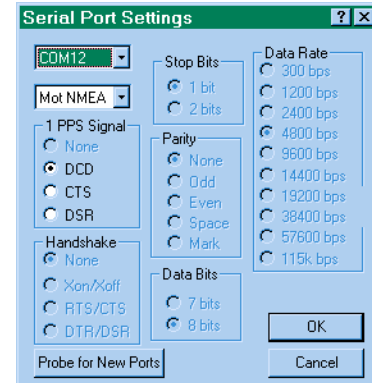 Serial Port Settings
COM12
Mot NMEA
1 PPS Signal
None
DCD
CTS
DSR
Handshake
None
Xon/Xoff
RTS/CTS
DTR/DSR
Probe for New Ports
Stop Bits
1 bit
2 bits
Parity
None
Odd
Even
Space
Mark
Data Bits
7 bits
8 bits
Data Rate
300 bps
1200 bps
2400 bps
4800 bps
9600 bps
14400 bps
19200 bps
38400 bps
57600 bps
115k bps
OK
Cancel